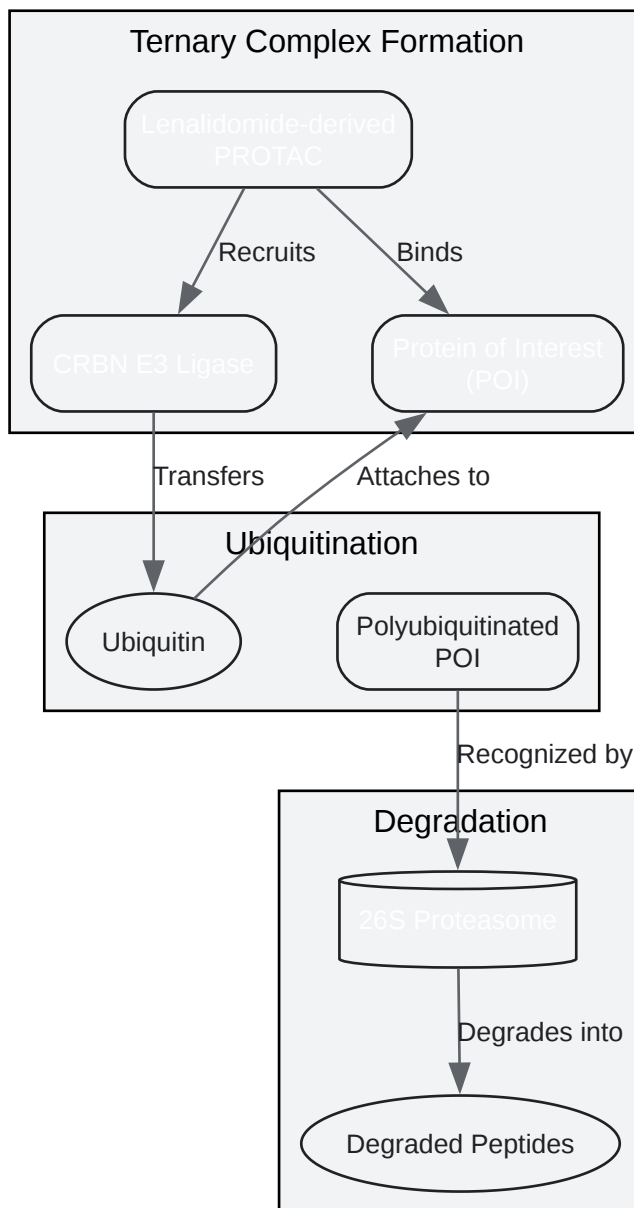 Ternary Complex Formation
Lenalidomide-derived
PROTAC
Recruits
Binds
CRBN E3 Ligase
Protein of Interest
(POI)
Transfers
Attaches to
Ubiquitination
Ubiquitin
Polyubiquitinated
POI
Recognized by
Degradation
26S Proteasome
Degrades into
Degraded Peptides